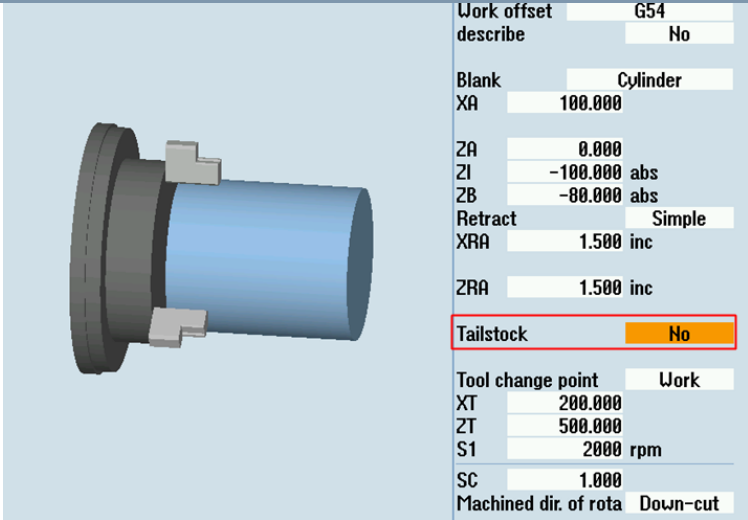 Work offset G54
describe No
Blank Cylinder
XA 100.000
ZA 0.000
ZI -100.000 abs
ZB -80.000 abs
Retract Simple
XRA 1.500 inc
ZRA 1.500 inc
Tailstock No
Tool change point Work
XT 200.000
ZT 500.000
S1 2000 rpm
SC 1.000
Machined dir. of rota Down-cut